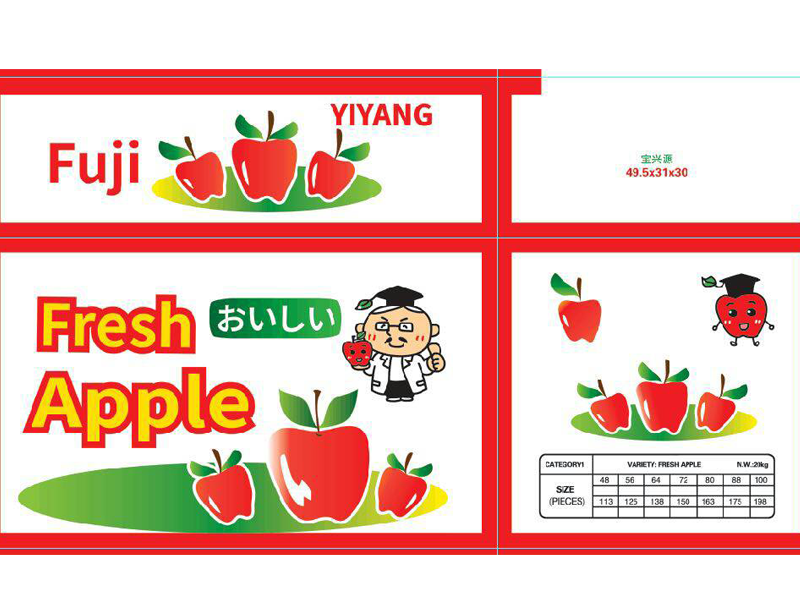 YIYANG
Fuji
宝兴源
49.5x31x30
Fresh
おいしい
Apple
CATEGORY1 VARIETY: FRESH APPLE N.W.:20kg
SIZE
(PIECES)
48 56 64 72 80 88 100
113 125 138 150 163 175 198